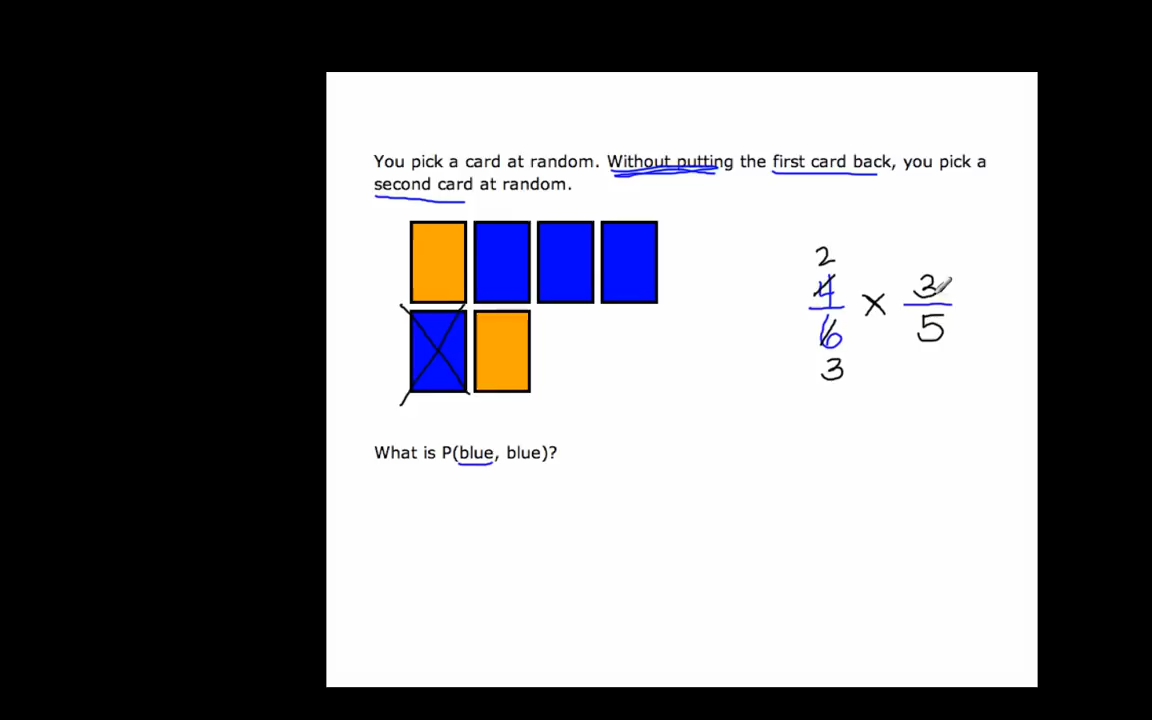 You pick a card at random. Without putting the first card back, you pick a
second card at random.
2
4/6 × 3/5
3
What is P(blue, blue)?